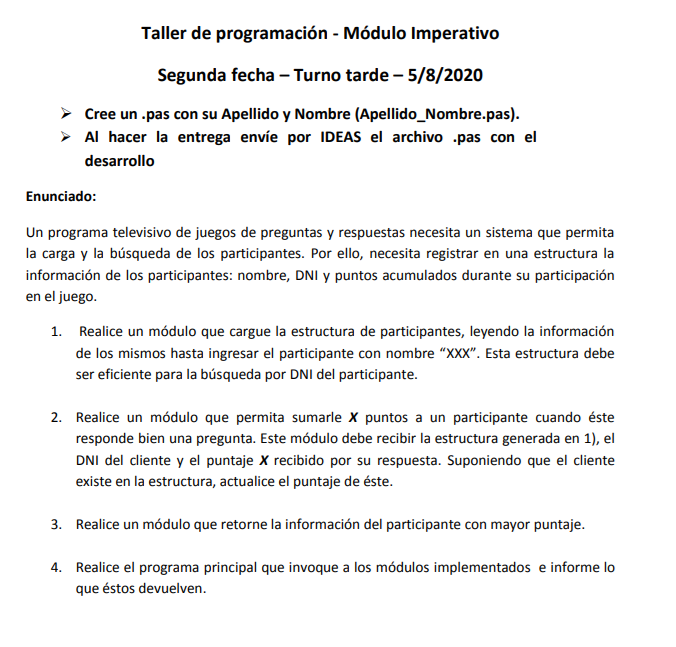 Taller de programación - Módulo Imperativo
Segunda fecha – Turno tarde – 5/8/2020
➢ Cree un .pas con su Apellido y Nombre (Apellido_Nombre.pas).
➢ Al hacer la entrega envíe por IDEAS el archivo .pas con el
desarrollo
Enunciado:
Un programa televisivo de juegos de preguntas y respuestas necesita un sistema que permita
la carga y la búsqueda de los participantes. Por ello, necesita registrar en una estructura la
información de los participantes: nombre, DNI y puntos acumulados durante su participación
en el juego.
1. Realice un módulo que cargue la estructura de participantes, leyendo la información
de los mismos hasta ingresar el participante con nombre “XXX”. Esta estructura debe
ser eficiente para la búsqueda por DNI del participante.
2. Realice un módulo que permita sumarle X puntos a un participante cuando éste
responde bien una pregunta. Este módulo debe recibir la estructura generada en 1), el
DNI del cliente y el puntaje X recibido por su respuesta. Suponiendo que el cliente
existe en la estructura, actualice el puntaje de éste.
3. Realice un módulo que retorne la información del participante con mayor puntaje.
4. Realice el programa principal que invoque a los módulos implementados e informe lo
que éstos devuelven.